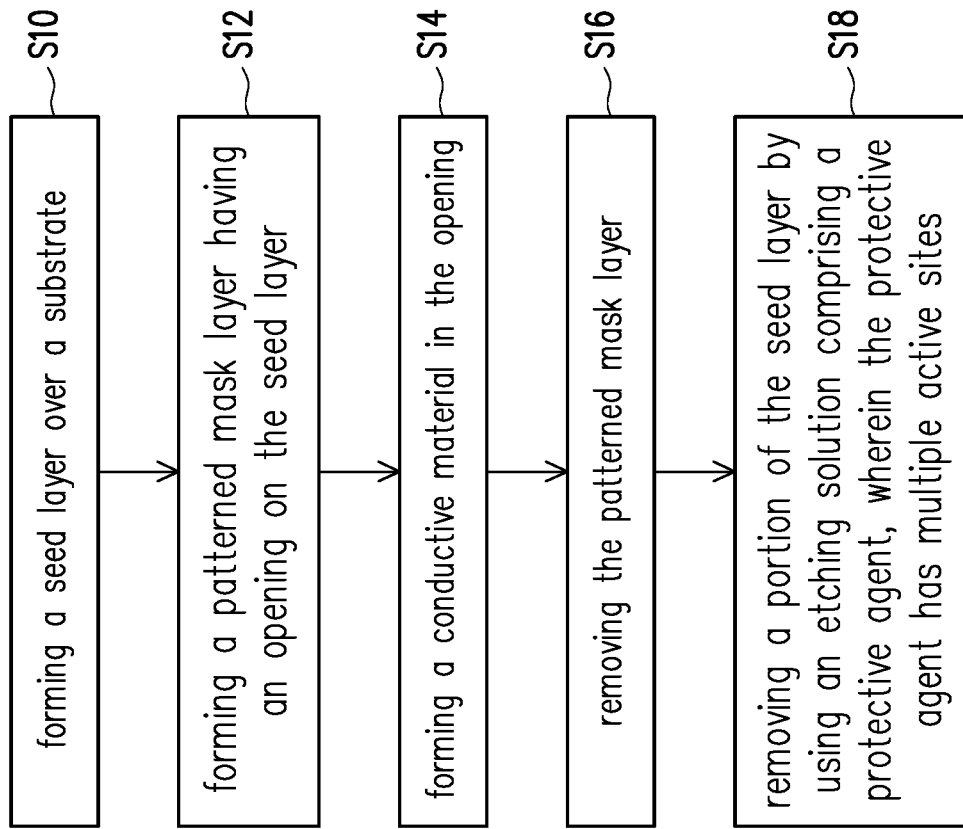 forming a seed layer over a substrate
S10
forming a patterned mask layer having
an opening on the seed layer
S12
forming a conductive material in the opening
S14
removing the patterned mask layer
S16
removing a portion of the seed layer by
using an etching solution comprising a
protective agent, wherein the protective
agent has multiple active sites
S18